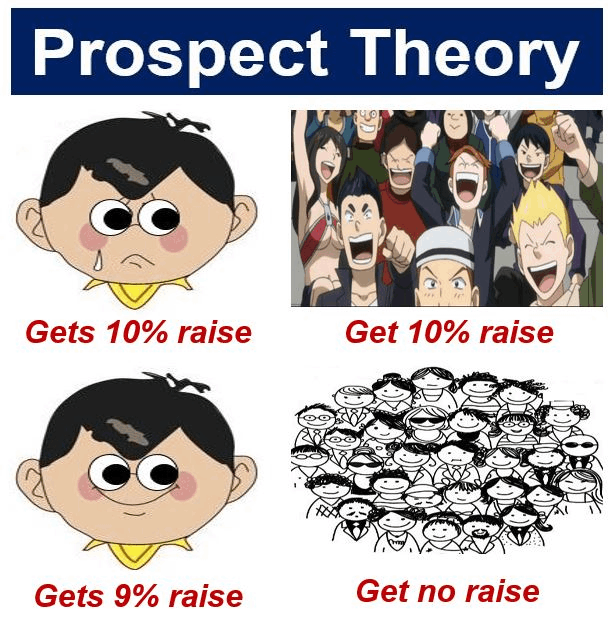 Prospect Theory
Gets 10% raise
Get 10% raise
Gets 9% raise
Get no raise